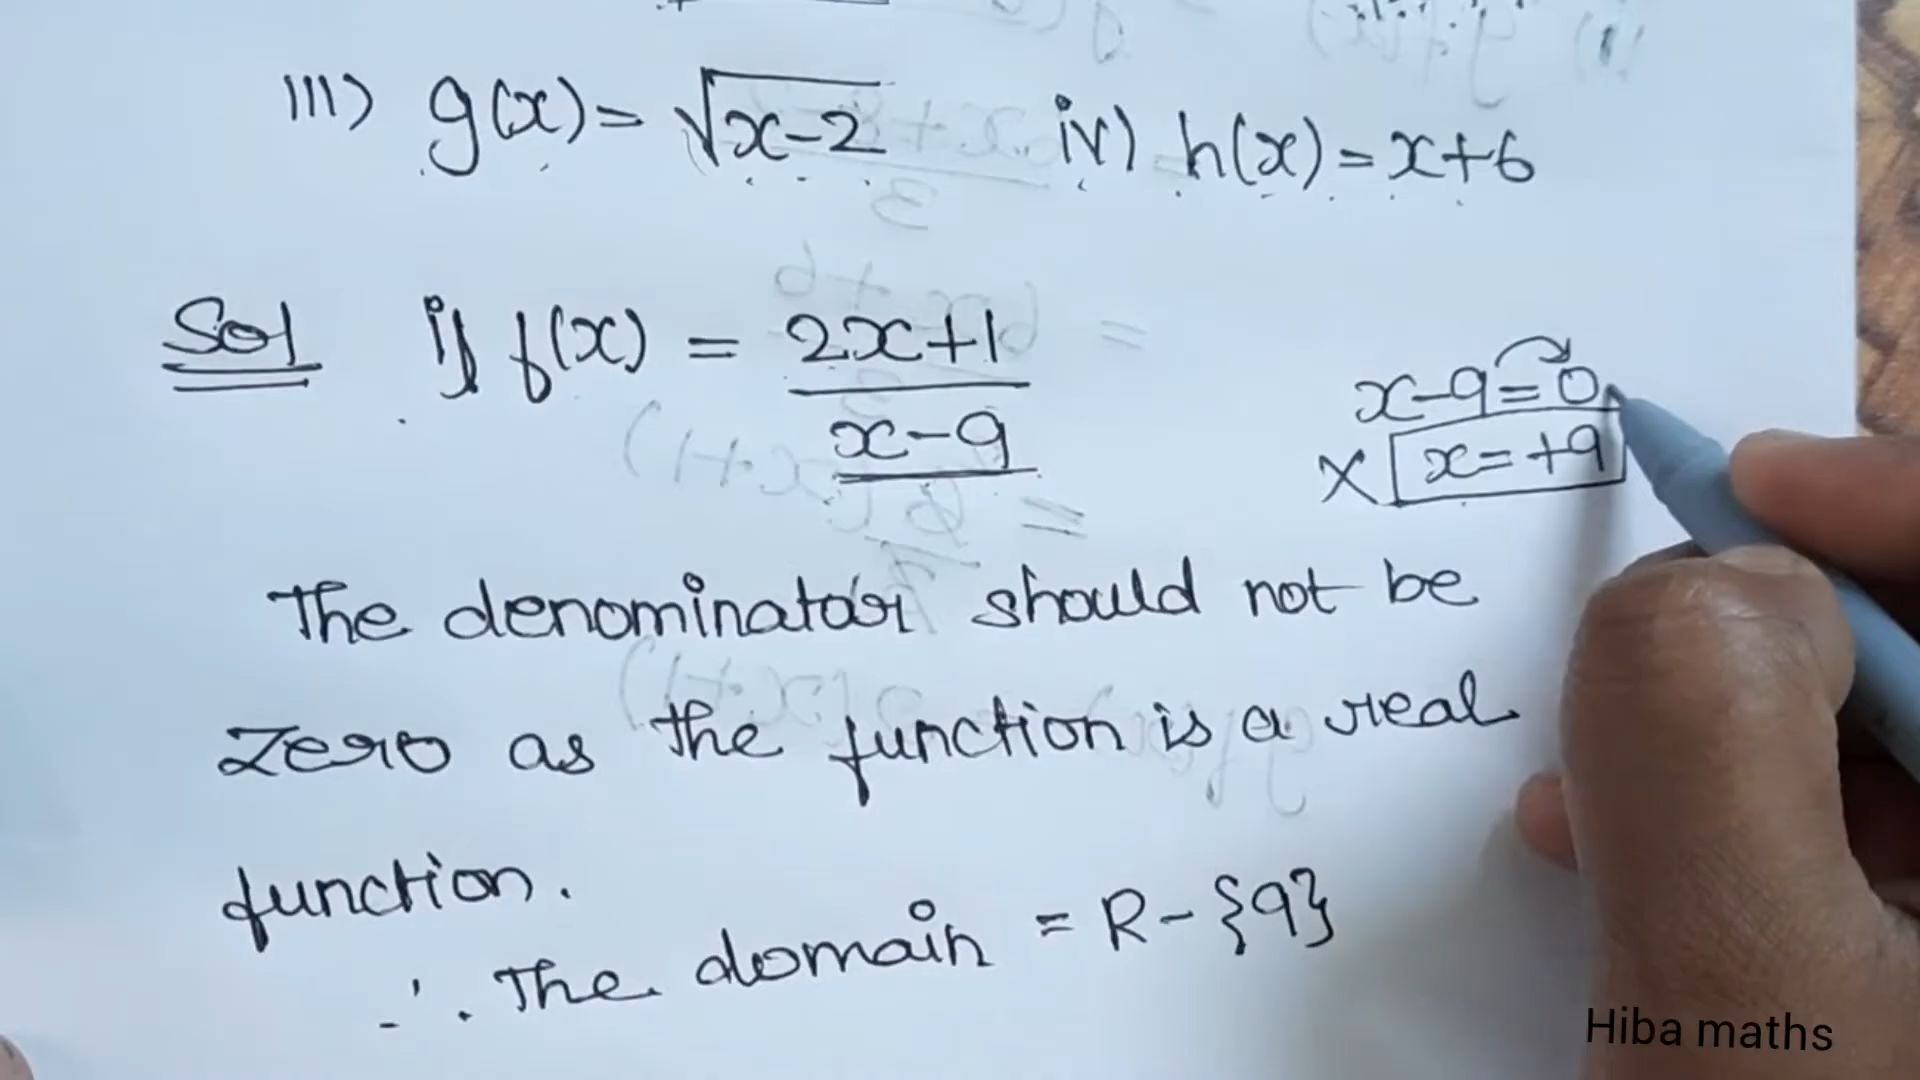 iii) g(x) = √x-2 iv) h(x) = x+6
Sol if f(x) = 2x+1
x-9
x-9=0
× x=+9
The denominator should not be
zero as the function is a real
function.
∴ The domain = R-{9}
Hiba maths